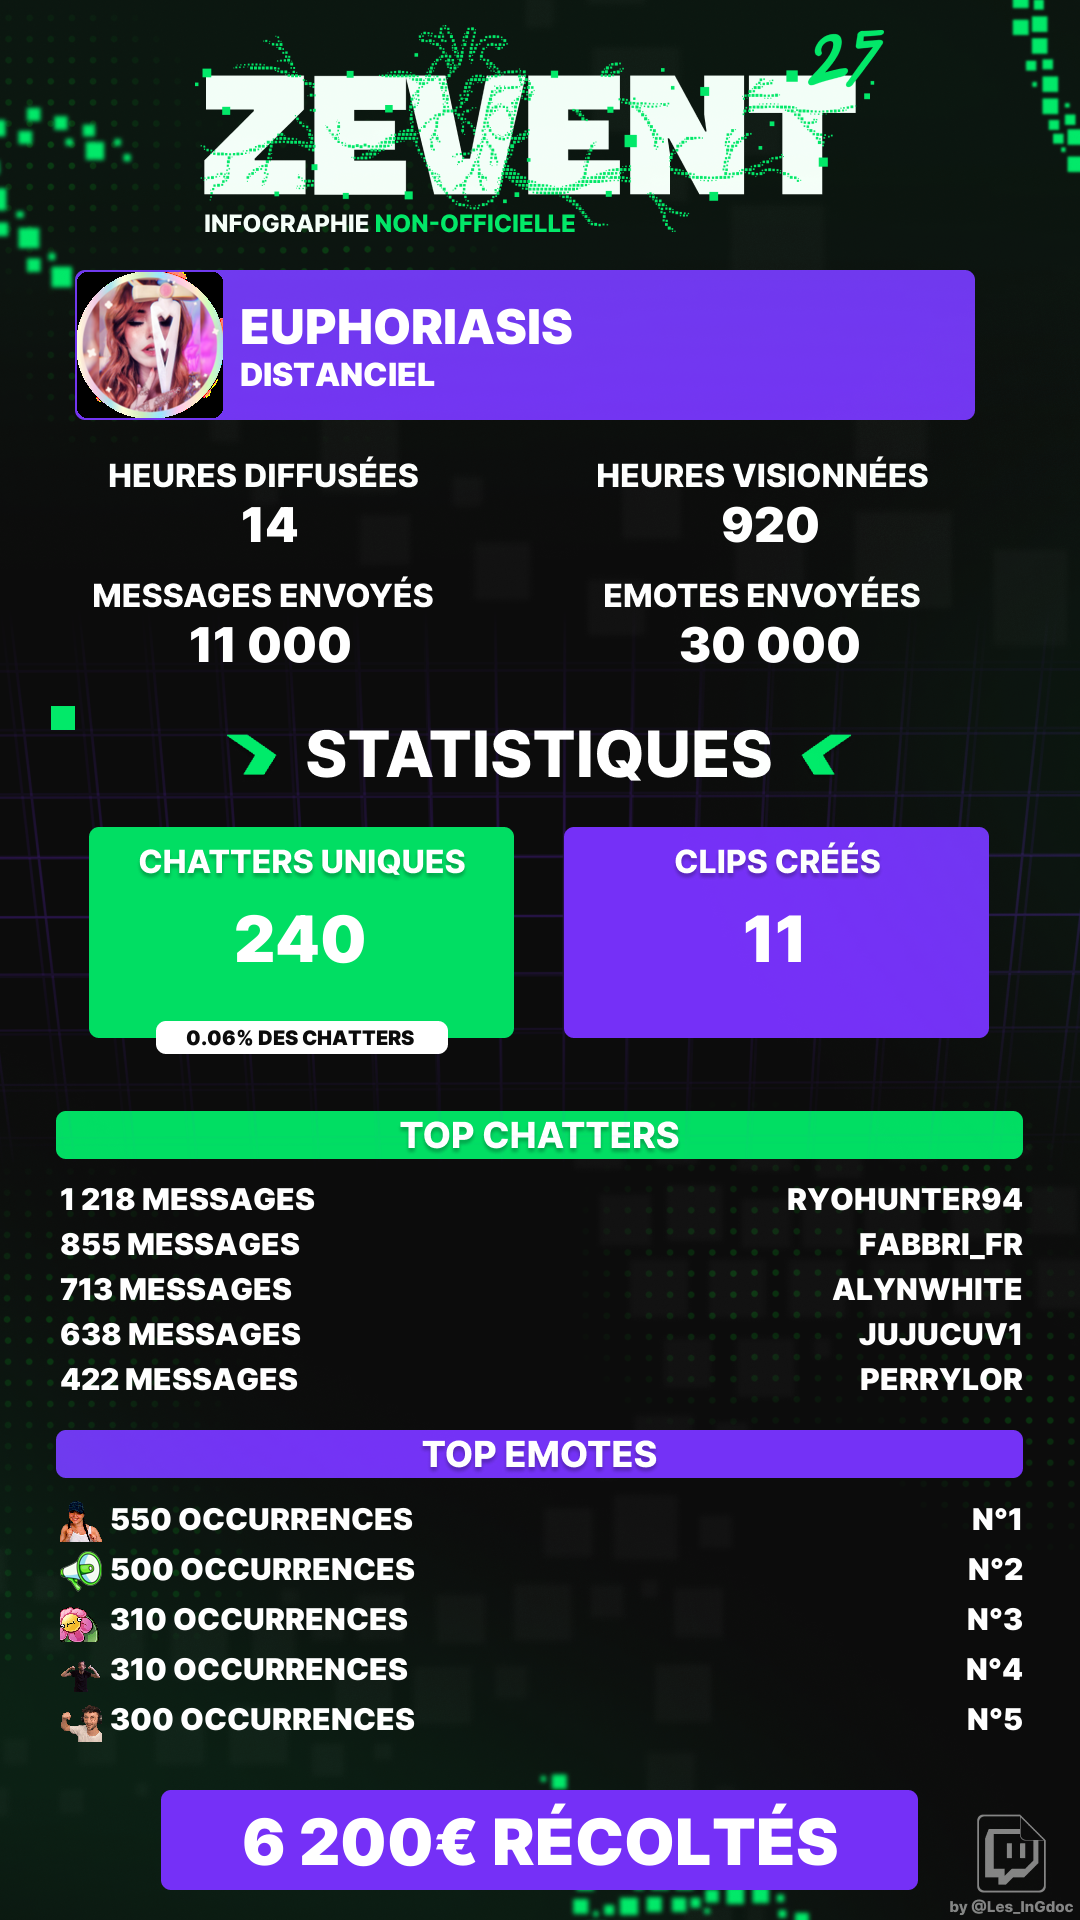 ZEVENT 25
INFOGRAPHIE NON-OFFICIELLE
EUPHORIASIS
DISTANCIEL
HEURES DIFFUSÉES
14
HEURES VISIONNÉES
920
MESSAGES ENVOYÉS
11 000
EMOTES ENVOYÉES
30 000
STATISTIQUES
CHATTERS UNIQUES
240
0.06% DES CHATTERS
CLIPS CRÉÉS
11
TOP CHATTERS
1 218 MESSAGES RYOHUNTER94
855 MESSAGES FABBRI_FR
713 MESSAGES ALYNWHITE
638 MESSAGES JUJUCUV1
422 MESSAGES PERRYLOR
TOP EMOTES
550 OCCURRENCES N°1
500 OCCURRENCES N°2
310 OCCURRENCES N°3
310 OCCURRENCES N°4
300 OCCURRENCES N°5
6 200€ RÉCOLTÉS
by @Les_InGdoc